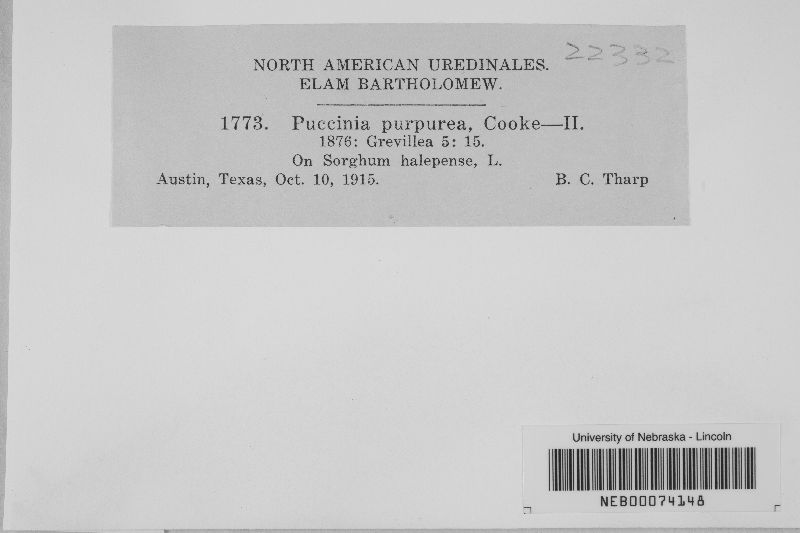 22332
NORTH AMERICAN UREDINALES.
ELAM BARTHOLOMEW.
1773. Puccinia purpurea, Cooke—II.
1876: Grevillea 5: 15.
On Sorghum halepense, L.
Austin, Texas, Oct. 10, 1915. B. C. Tharp
University of Nebraska - Lincoln
NEB00074148